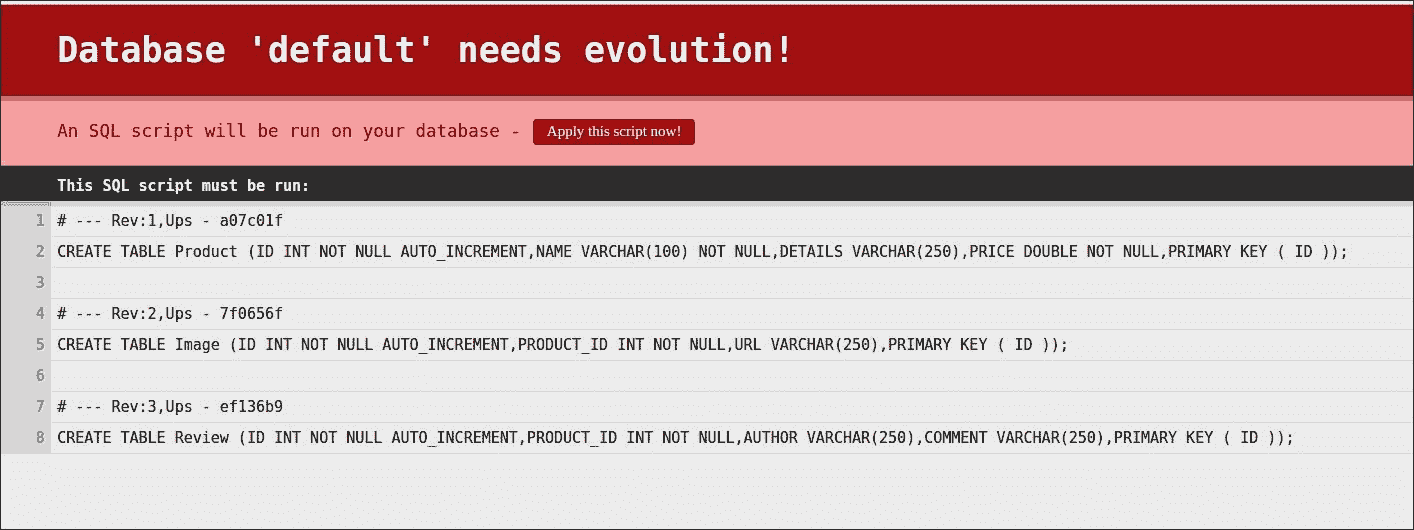 Database 'default' needs evolution!
An SQL script will be run on your database - Apply this script now!
This SQL script must be run:
1 # --- Rev:1,Ups - a07c01f
2 CREATE TABLE Product (ID INT NOT NULL AUTO_INCREMENT,NAME VARCHAR(100) NOT NULL,DETAILS VARCHAR(250),PRICE DOUBLE NOT NULL,PRIMARY KEY ( ID ));
3
4 # --- Rev:2,Ups - 7f0656f
5 CREATE TABLE Image (ID INT NOT NULL AUTO_INCREMENT,PRODUCT_ID INT NOT NULL,URL VARCHAR(250),PRIMARY KEY ( ID ));
6
7 # --- Rev:3,Ups - ef136b9
8 CREATE TABLE Review (ID INT NOT NULL AUTO_INCREMENT,PRODUCT_ID INT NOT NULL,AUTHOR VARCHAR(250),COMMENT VARCHAR(250),PRIMARY KEY ( ID ));